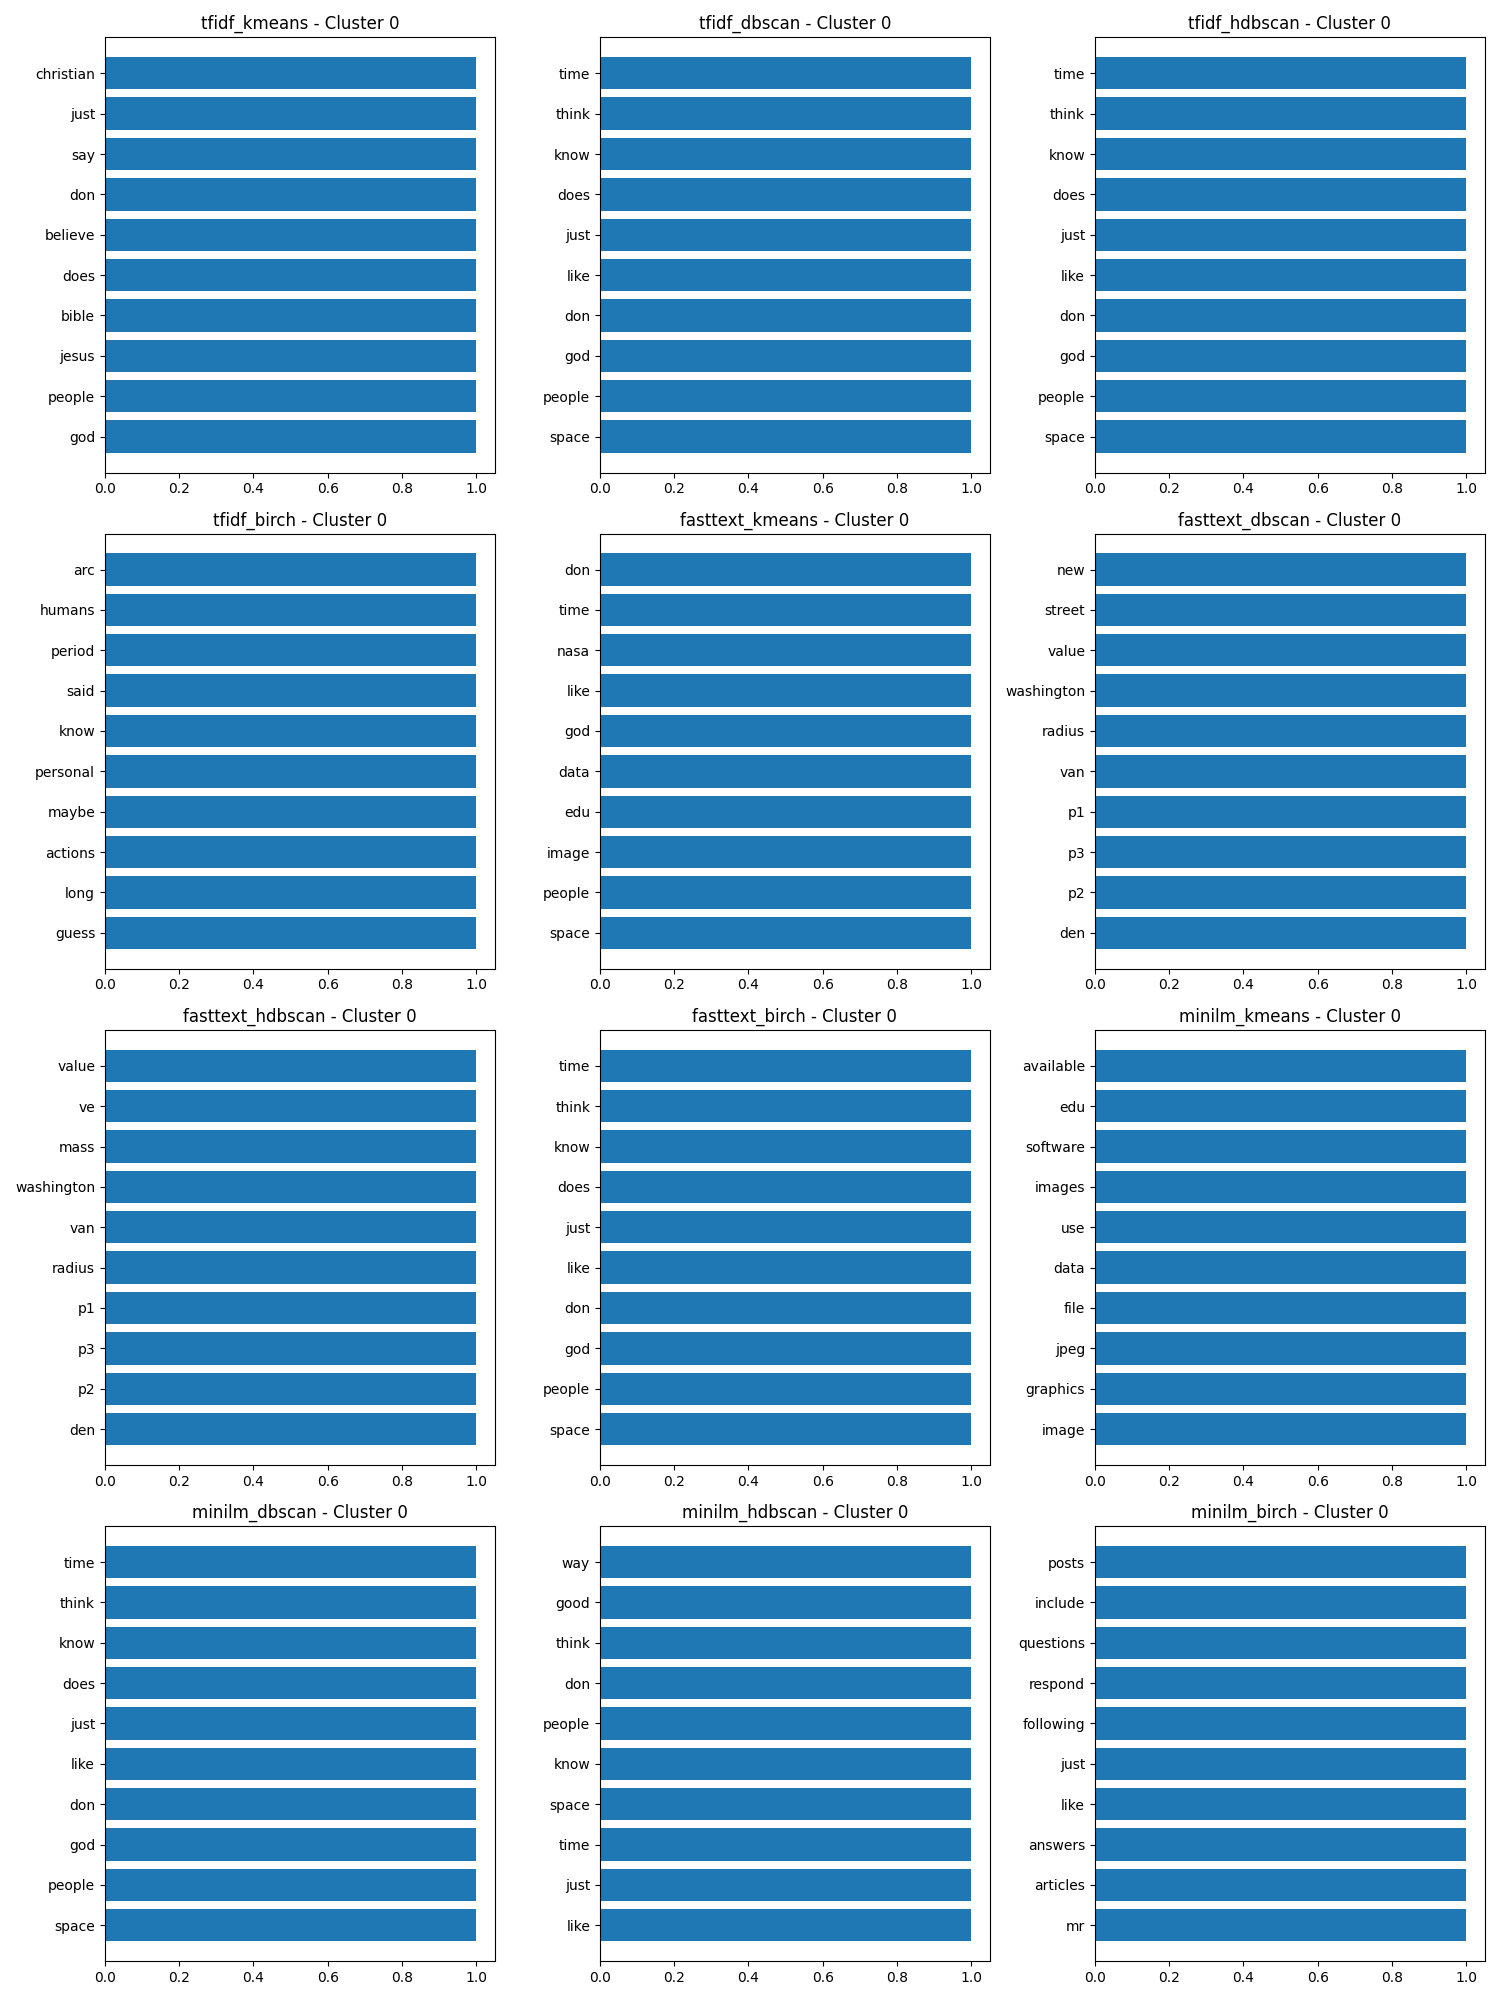 tfidf_kmeans - Cluster 0
christian
just
say
don
believe
does
bible
jesus
people
god
0.0 0.2 0.4 0.6 0.8 1.0
tfidf_dbscan - Cluster 0
time
think
know
does
just
like
don
god
people
space
0.0 0.2 0.4 0.6 0.8 1.0
tfidf_hdbscan - Cluster 0
time
think
know
does
just
like
don
god
people
space
0.0 0.2 0.4 0.6 0.8 1.0
tfidf_birch - Cluster 0
arc
humans
period
said
know
personal
maybe
actions
long
guess
0.0 0.2 0.4 0.6 0.8 1.0
fasttext_kmeans - Cluster 0
don
time
nasa
like
god
data
edu
image
people
space
0.0 0.2 0.4 0.6 0.8 1.0
fasttext_dbscan - Cluster 0
new
street
value
washington
radius
van
p1
p3
p2
den
0.0 0.2 0.4 0.6 0.8 1.0
fasttext_hdbscan - Cluster 0
value
ve
mass
washington
van
radius
p1
p3
p2
den
0.0 0.2 0.4 0.6 0.8 1.0
fasttext_birch - Cluster 0
time
think
know
does
just
like
don
god
people
space
0.0 0.2 0.4 0.6 0.8 1.0
minilm_kmeans - Cluster 0
available
edu
software
images
use
data
file
jpeg
graphics
image
0.0 0.2 0.4 0.6 0.8 1.0
minilm_dbscan - Cluster 0
time
think
know
does
just
like
don
god
people
space
0.0 0.2 0.4 0.6 0.8 1.0
minilm_hdbscan - Cluster 0
way
good
think
don
people
know
space
time
just
like
0.0 0.2 0.4 0.6 0.8 1.0
minilm_birch - Cluster 0
posts
include
questions
respond
following
just
like
answers
articles
mr
0.0 0.2 0.4 0.6 0.8 1.0